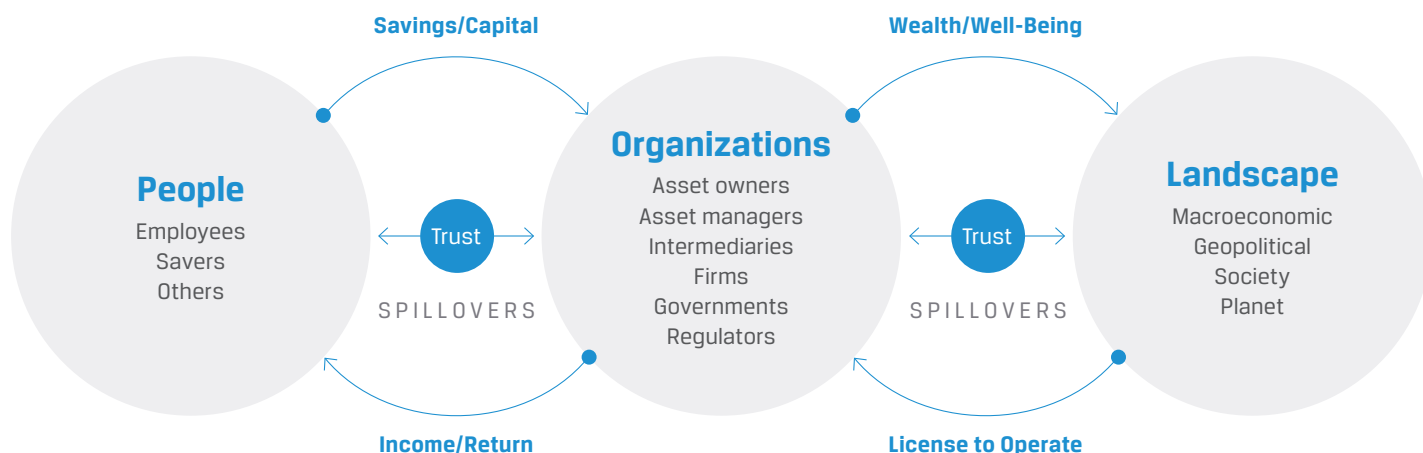 Savings/Capital
Wealth/Well-Being
People
Employees
Savers
Others
Trust
SPILLOVERS
Organizations
Asset owners
Asset managers
Intermediaries
Firms
Governments
Regulators
Trust
SPILLOVERS
Landscape
Macroeconomic
Geopolitical
Society
Planet
Income/Return
License to Operate